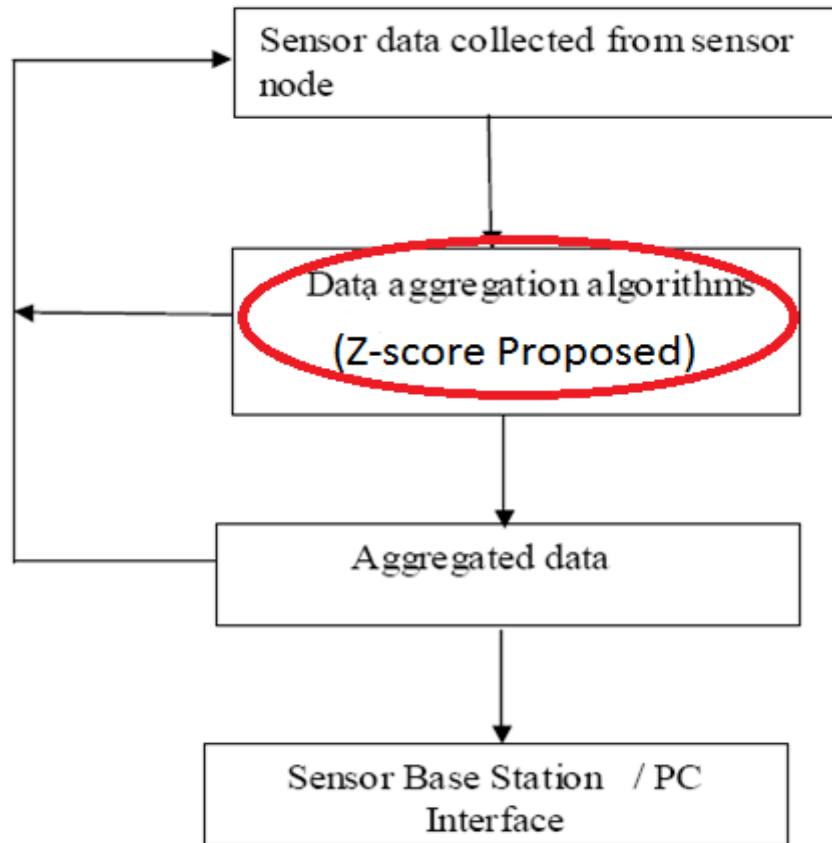 Sensor data collected from sensor
node
Data aggregation algorithms
(Z-score Proposed)
Aggregated data
Sensor Base Station / PC
Interface